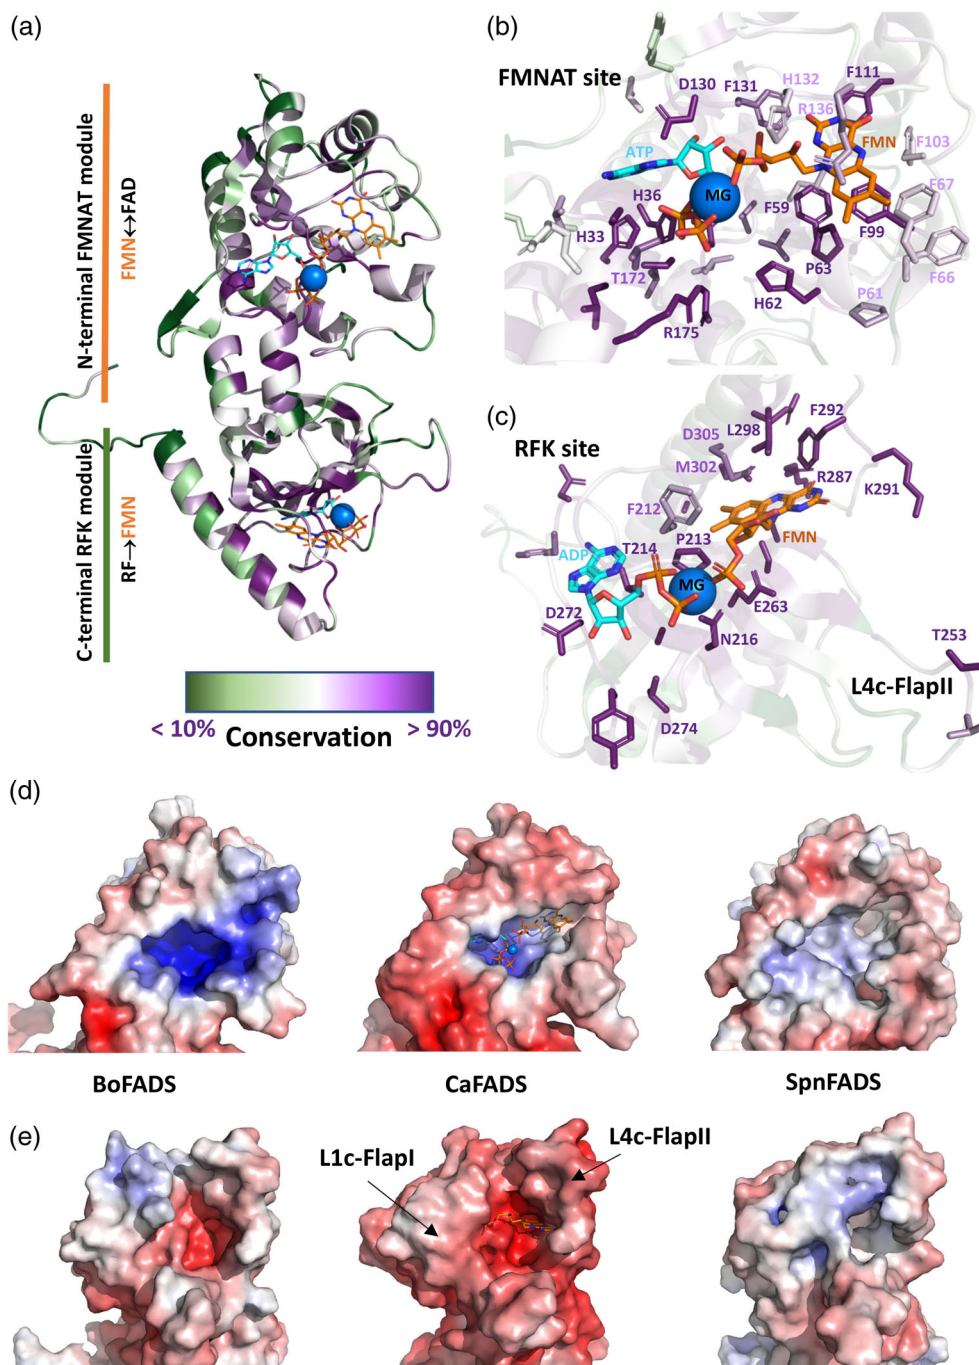 (a)
N-terminal FMNAT module
FMN↔FAD
C-terminal RFK module
RF→FMN
< 10%
> 90%
Conservation
(b)
FMNAT site
D130
F131
H132
F111
R136
ATP
FMN
F103
MG
H36
F59
F67
H33
F99
T172
P63
F66
H62
P61
R175
(c)
RFK site
L298
F292
D305
M302
R287
K291
F212
P213
FMN
ADP
T214
MG
E263
D272
N216
T253
L4c-FlapII
D274
(d)
BoFADS
CaFADS
SpnFADS
(e)
L1c-FlapI
L4c-FlapII